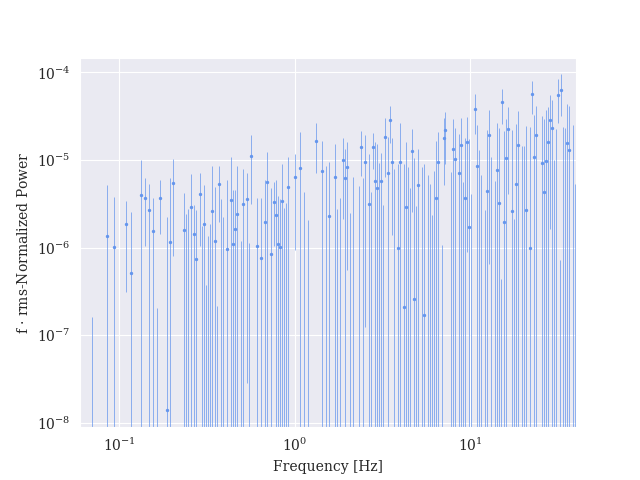 10⁻⁴
10⁻⁵
10⁻⁶
10⁻⁷
10⁻⁸
f · rms-Normalized Power
10⁻¹ 10⁰ 10¹
Frequency [Hz]